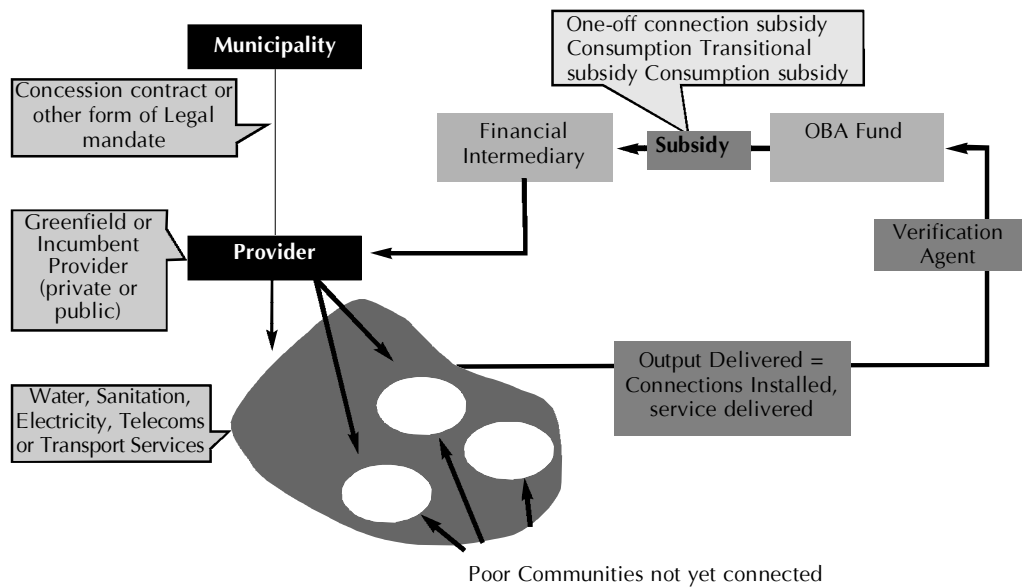 Municipality
One-off connection subsidy
Consumption Transitional
subsidy Consumption subsidy
Concession contract or
other form of Legal
mandate
Financial
Intermediary
Subsidy
OBA Fund
Greenfield or
Incumbent
Provider
(private or
public)
Provider
Verification
Agent
Output Delivered =
Connections Installed,
service delivered
Water, Sanitation,
Electricity, Telecoms
or Transport Services
Poor Communities not yet connected